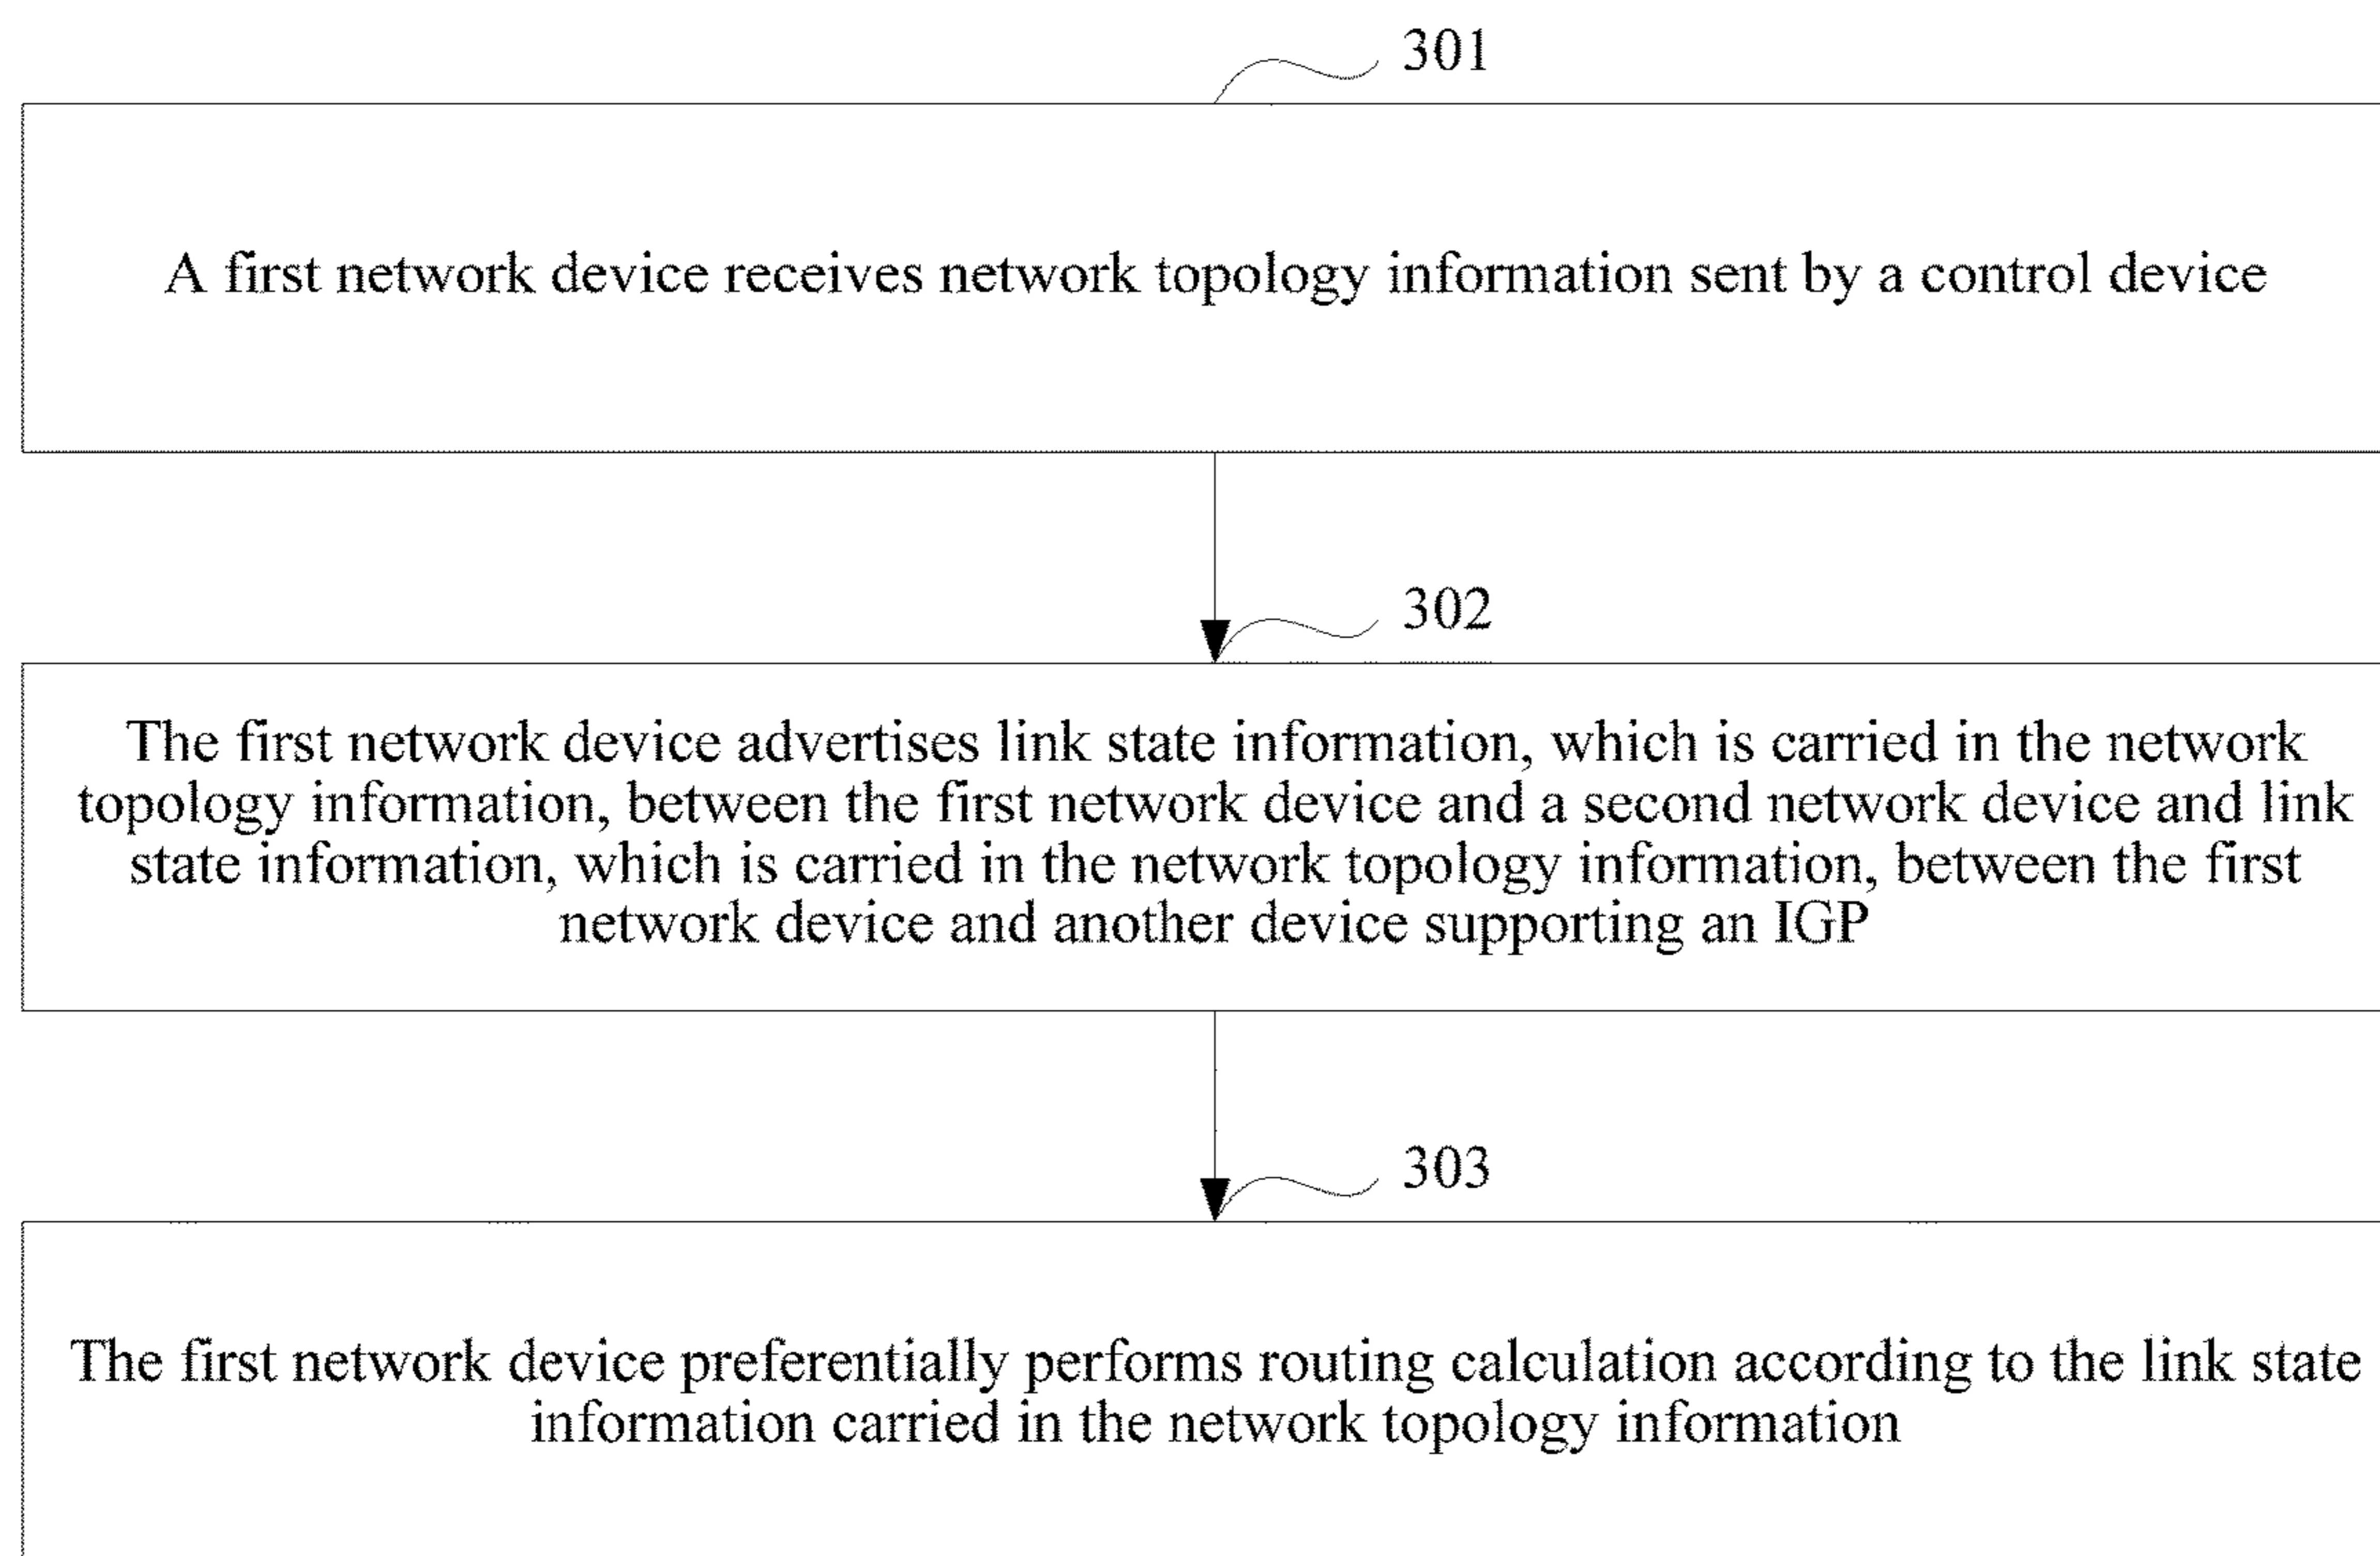 301
A first network device receives network topology information sent by a control device
302
The first network device advertises link state information, which is carried in the network
topology information, between the first network device and a second network device and link
state information, which is carried in the network topology information, between the first
network device and another device supporting an IGP
303
The first network device preferentially performs routing calculation according to the link state
information carried in the network topology information